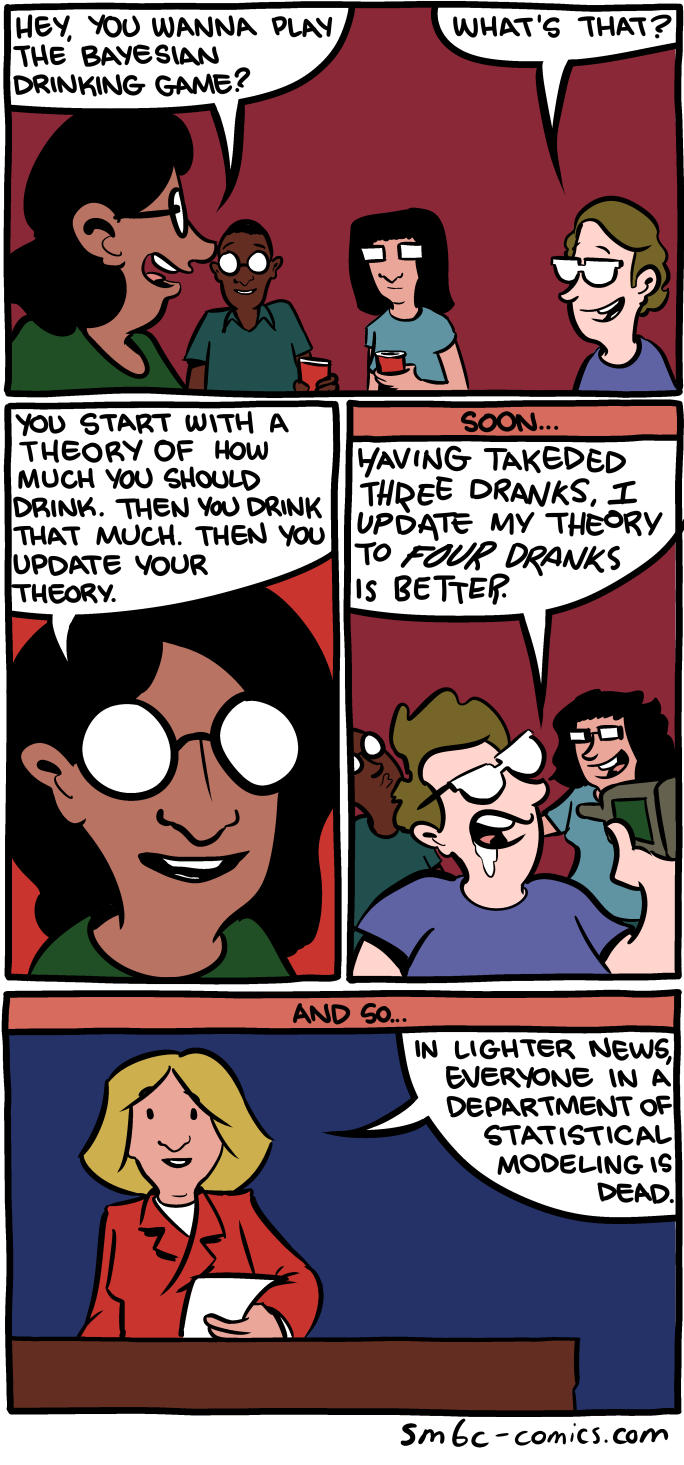 HEY, YOU WANNA PLAY
THE BAYESIAN
DRINKING GAME?
WHAT'S THAT?
YOU START WITH A
THEORY OF HOW
MUCH YOU SHOULD
DRINK. THEN YOU DRINK
THAT MUCH. THEN YOU
UPDATE YOUR
THEORY.
SOON...
HAVING TAKEDED
THREE DRANKS, I
UPDATE MY THEORY
TO FOUR DRANKS
IS BETTER.
AND SO...
IN LIGHTER NEWS,
EVERYONE IN A
DEPARTMENT OF
STATISTICAL
MODELING IS
DEAD.
smbc-comics.com